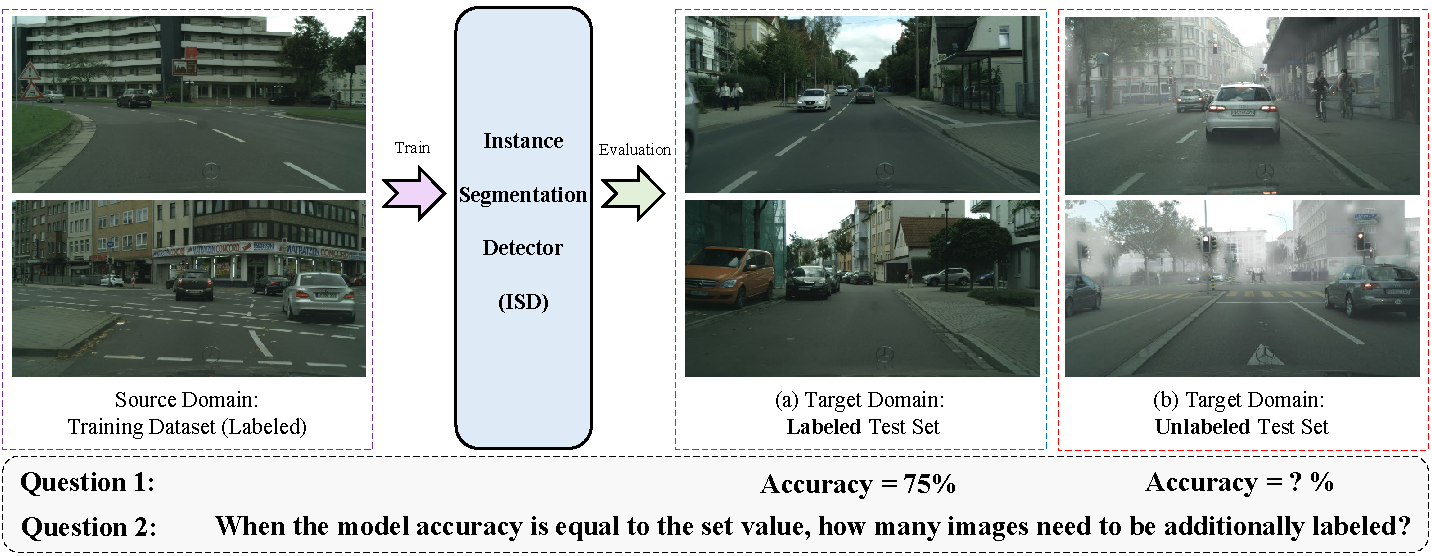 Train
Instance
Segmentation
Detector
(ISD)
Evaluation
Source Domain:
Training Dataset (Labeled)
(a) Target Domain:
Labeled Test Set
(b) Target Domain:
Unlabeled Test Set
Question 1:
Accuracy = 75%
Accuracy = ? %
Question 2:
When the model accuracy is equal to the set value, how many images need to be additionally labeled?